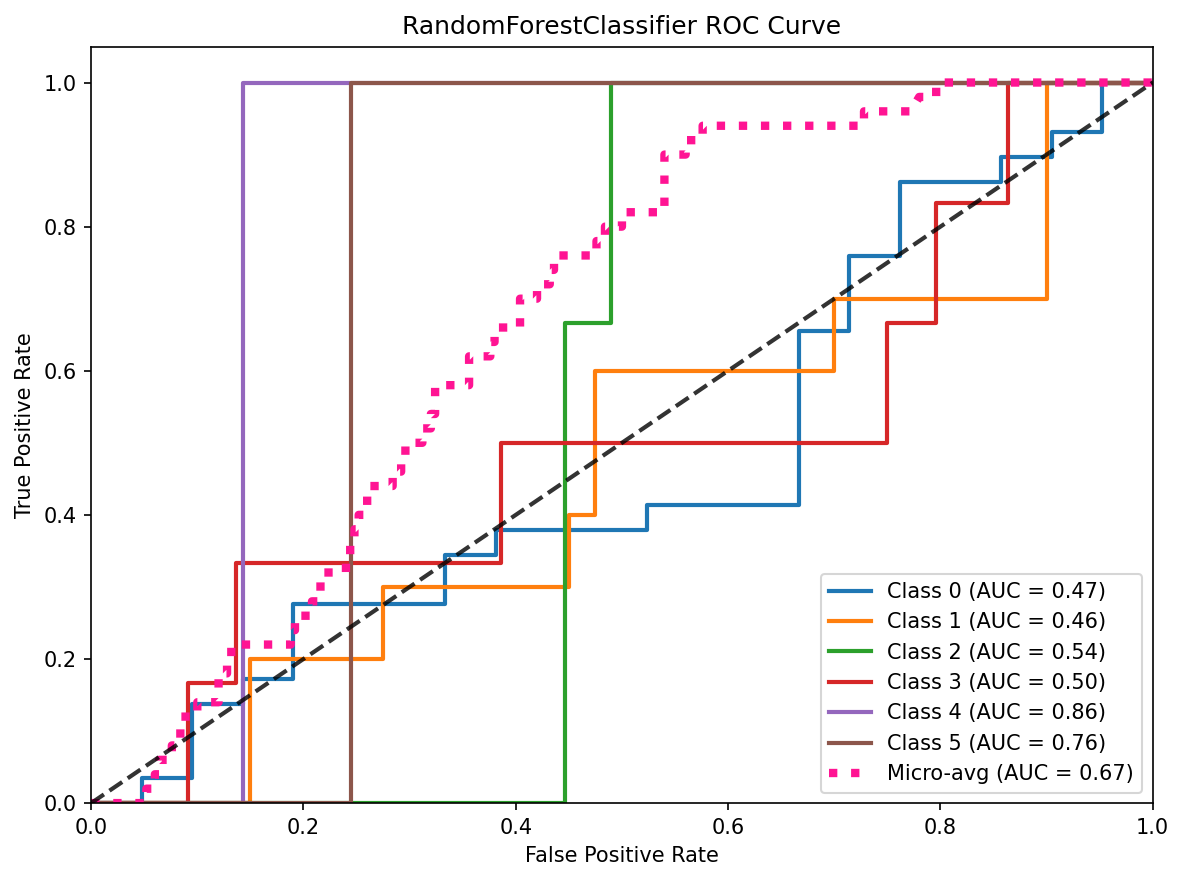 RandomForestClassifier ROC Curve
True Positive Rate
1.0
0.8
0.6
0.4
0.2
0.0
Class 0 (AUC = 0.47)
Class 1 (AUC = 0.46)
Class 2 (AUC = 0.54)
Class 3 (AUC = 0.50)
Class 4 (AUC = 0.86)
Class 5 (AUC = 0.76)
Micro-avg (AUC = 0.67)
0.0 0.2 0.4 0.6 0.8 1.0
False Positive Rate